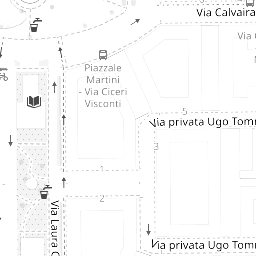 Via Calvaira
Via C
Piazzale
Martini
- Via Ciceri
Visconti
5
Via privata Ugo Tomm
3
1
2
Via Laura C
Via privata Ugo Tomm